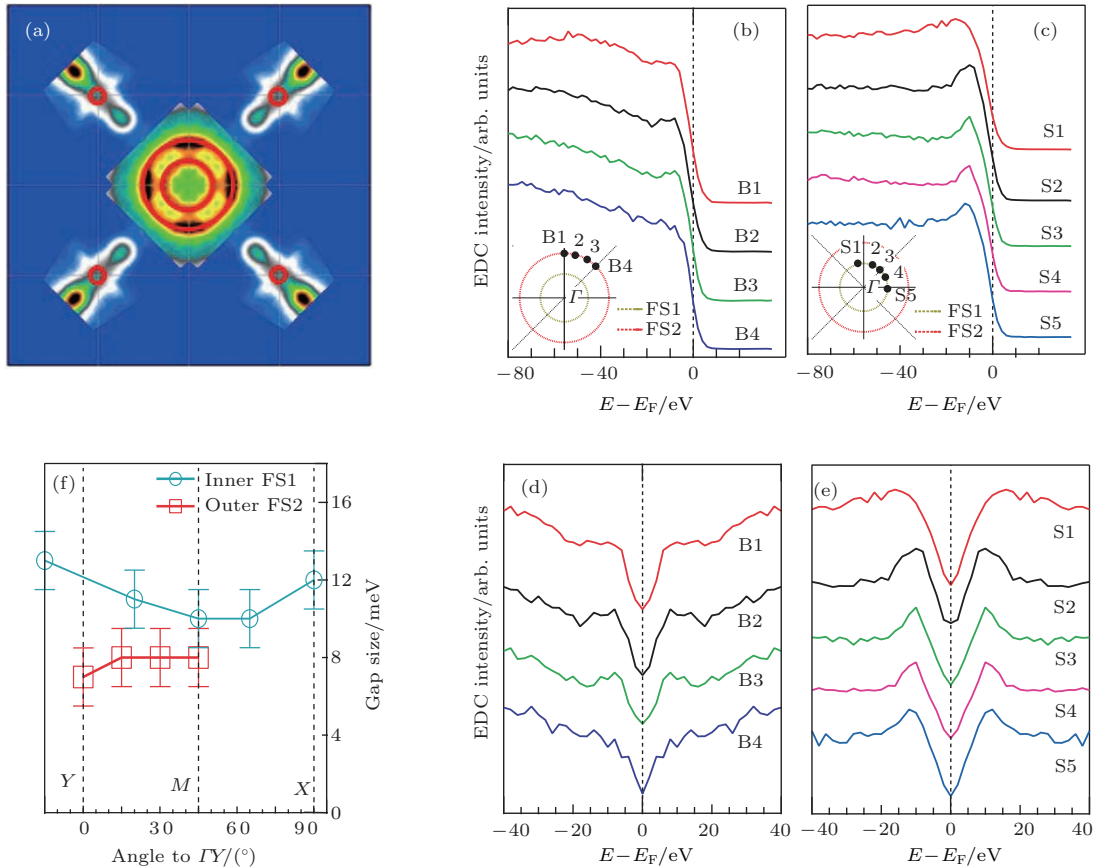 (a)
(b)
EDC intensity/arb. units
B1
B2
B3
B4
B1 2 3 B4
Γ
FS1
FS2
−80 −40 0
E−E_F/eV
(c)
S1
S2
S3
S4
S5
S1 2 3 4 S5
Γ
FS1
FS2
−80 −40 0
E−E_F/eV
(f)
Inner FS1
Outer FS2
16
12
8
4
0
Gap size/meV
Y M X
0 30 60 90
Angle to ΓY/(°)
(d)
EDC intensity/arb. units
B1
B2
B3
B4
−40 −20 0 20 40
E−E_F/eV
(e)
S1
S2
S3
S4
S5
−40 −20 0 20 40
E−E_F/eV